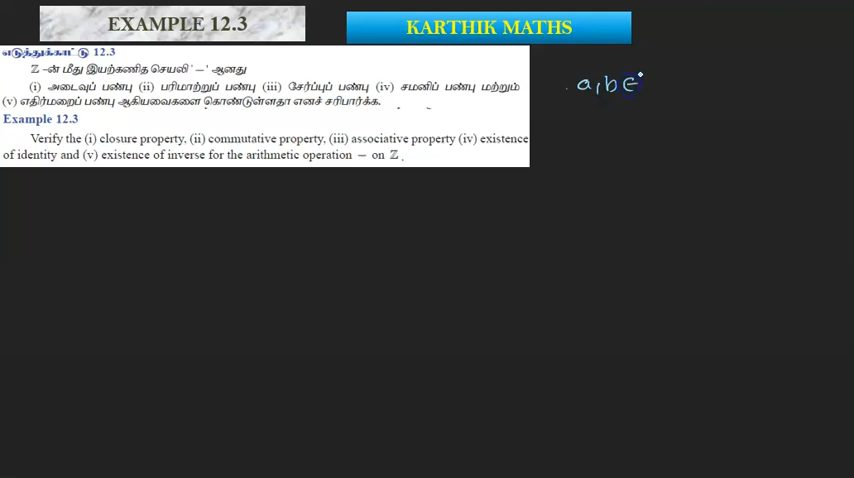 EXAMPLE 12.3
KARTHIK MATHS
எடுத்துக்காட்டு 12.3
ℤ -ன் மீது இயற்கணித செயலி ' – ' ஆனது
(i) அடைவுப் பண்பு (ii) பரிமாற்றுப் பண்பு (iii) சேர்ப்புப் பண்பு (iv) சமனிப் பண்பு மற்றும்
(v) எதிர்மறைப் பண்பு ஆகியவைகளை கொண்டுள்ளதா எனச் சரிபார்க்க.
Example 12.3
Verify the (i) closure property, (ii) commutative property, (iii) associative property (iv) existence
of identity and (v) existence of inverse for the arithmetic operation – on ℤ.
a, b ∈